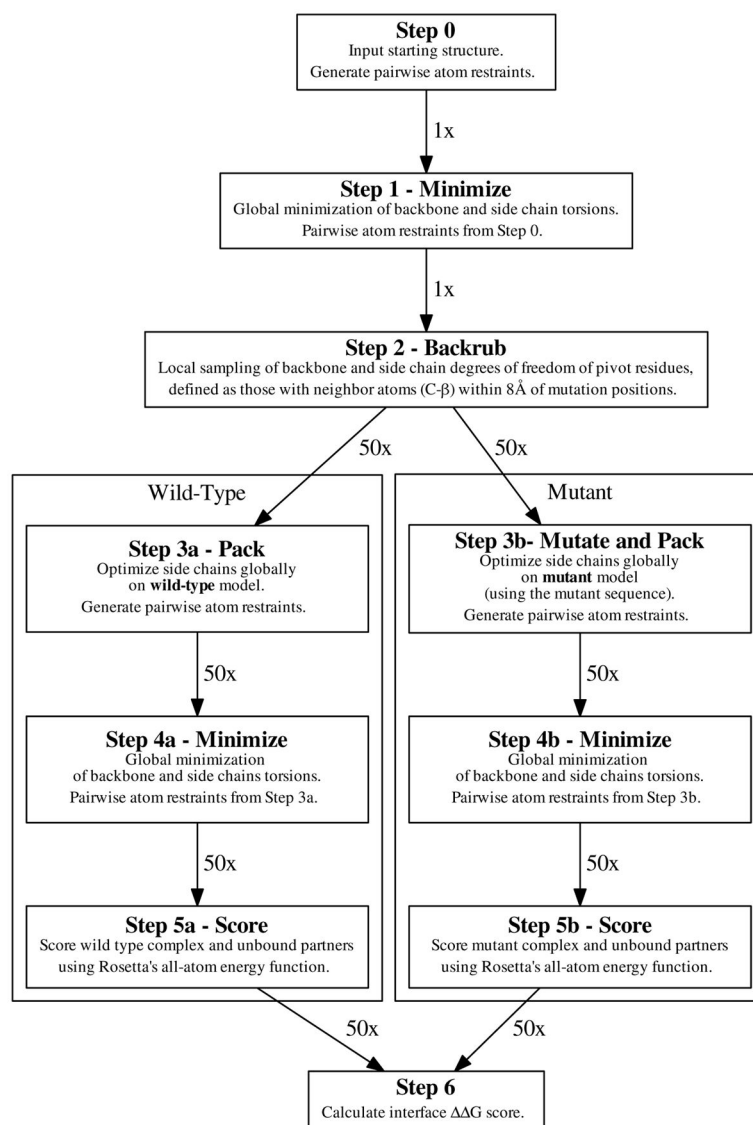 Step 0
Input starting structure.
Generate pairwise atom restraints.
1x
Step 1 - Minimize
Global minimization of backbone and side chain torsions.
Pairwise atom restraints from Step 0.
1x
Step 2 - Backrub
Local sampling of backbone and side chain degrees of freedom of pivot residues,
defined as those with neighbor atoms (C-β) within 8Å of mutation positions.
50x
50x
Wild-Type
Step 3a - Pack
Optimize side chains globally
on wild-type model.
Generate pairwise atom restraints.
50x
Step 4a - Minimize
Global minimization
of backbone and side chains torsions.
Pairwise atom restraints from Step 3a.
50x
Step 5a - Score
Score wild type complex and unbound partners
using Rosetta's all-atom energy function.
50x
Mutant
Step 3b- Mutate and Pack
Optimize side chains globally
on mutant model
(using the mutant sequence).
Generate pairwise atom restraints.
50x
Step 4b - Minimize
Global minimization
of backbone and side chains torsions.
Pairwise atom restraints from Step 3b.
50x
Step 5b - Score
Score mutant complex and unbound partners
using Rosetta's all-atom energy function.
50x
Step 6
Calculate interface ΔΔG score.